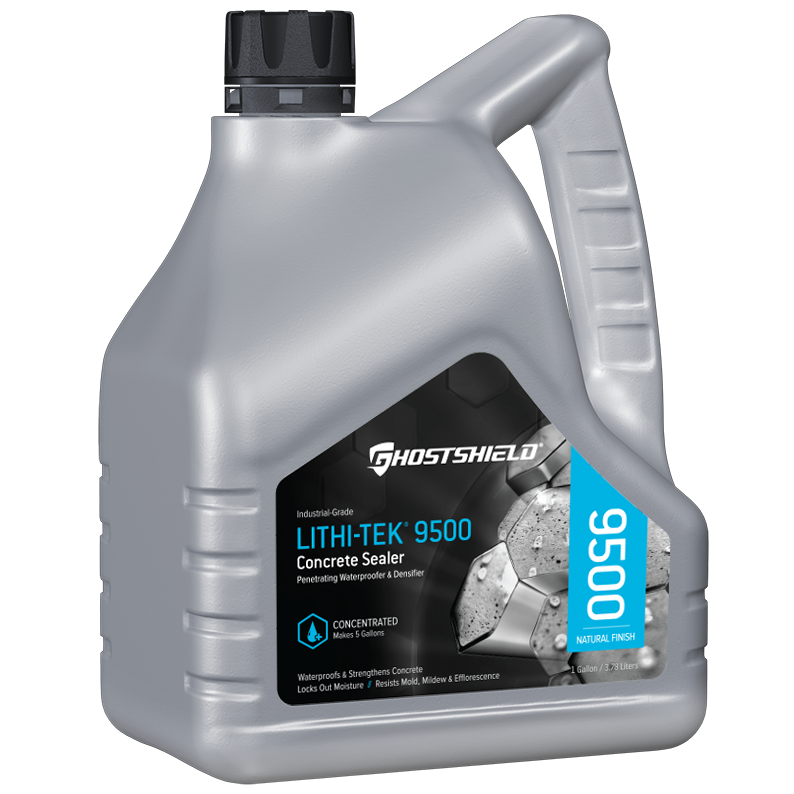 GHOSTSHIELD®
Industrial-Grade
LITHI-TEK® 9500
Concrete Sealer
Penetrating Waterproofer & Densifier
CONCENTRATED
Makes 5 Gallons
Waterproofs & Strengthens Concrete
Locks Out Moisture // Resists Mold, Mildew & Efflorescence
9500
NATURAL FINISH
1 Gallon / 3.78 Liters